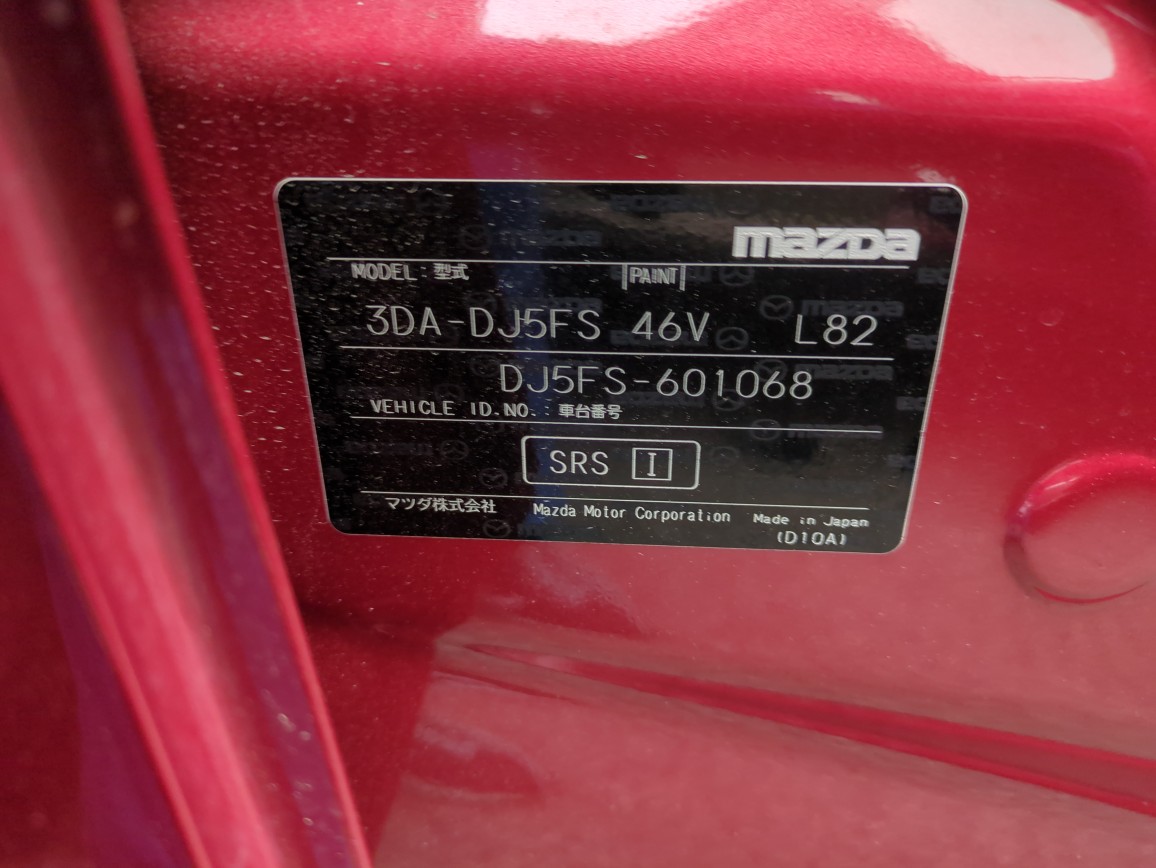 mazda
MODEL : 型式 PAINT
3DA-DJ5FS 46V L82
DJ5FS-601068
VEHICLE ID.NO. : 車台番号
SRS I
マツダ株式会社 Mazda Motor Corporation Made in Japan
(D10A)